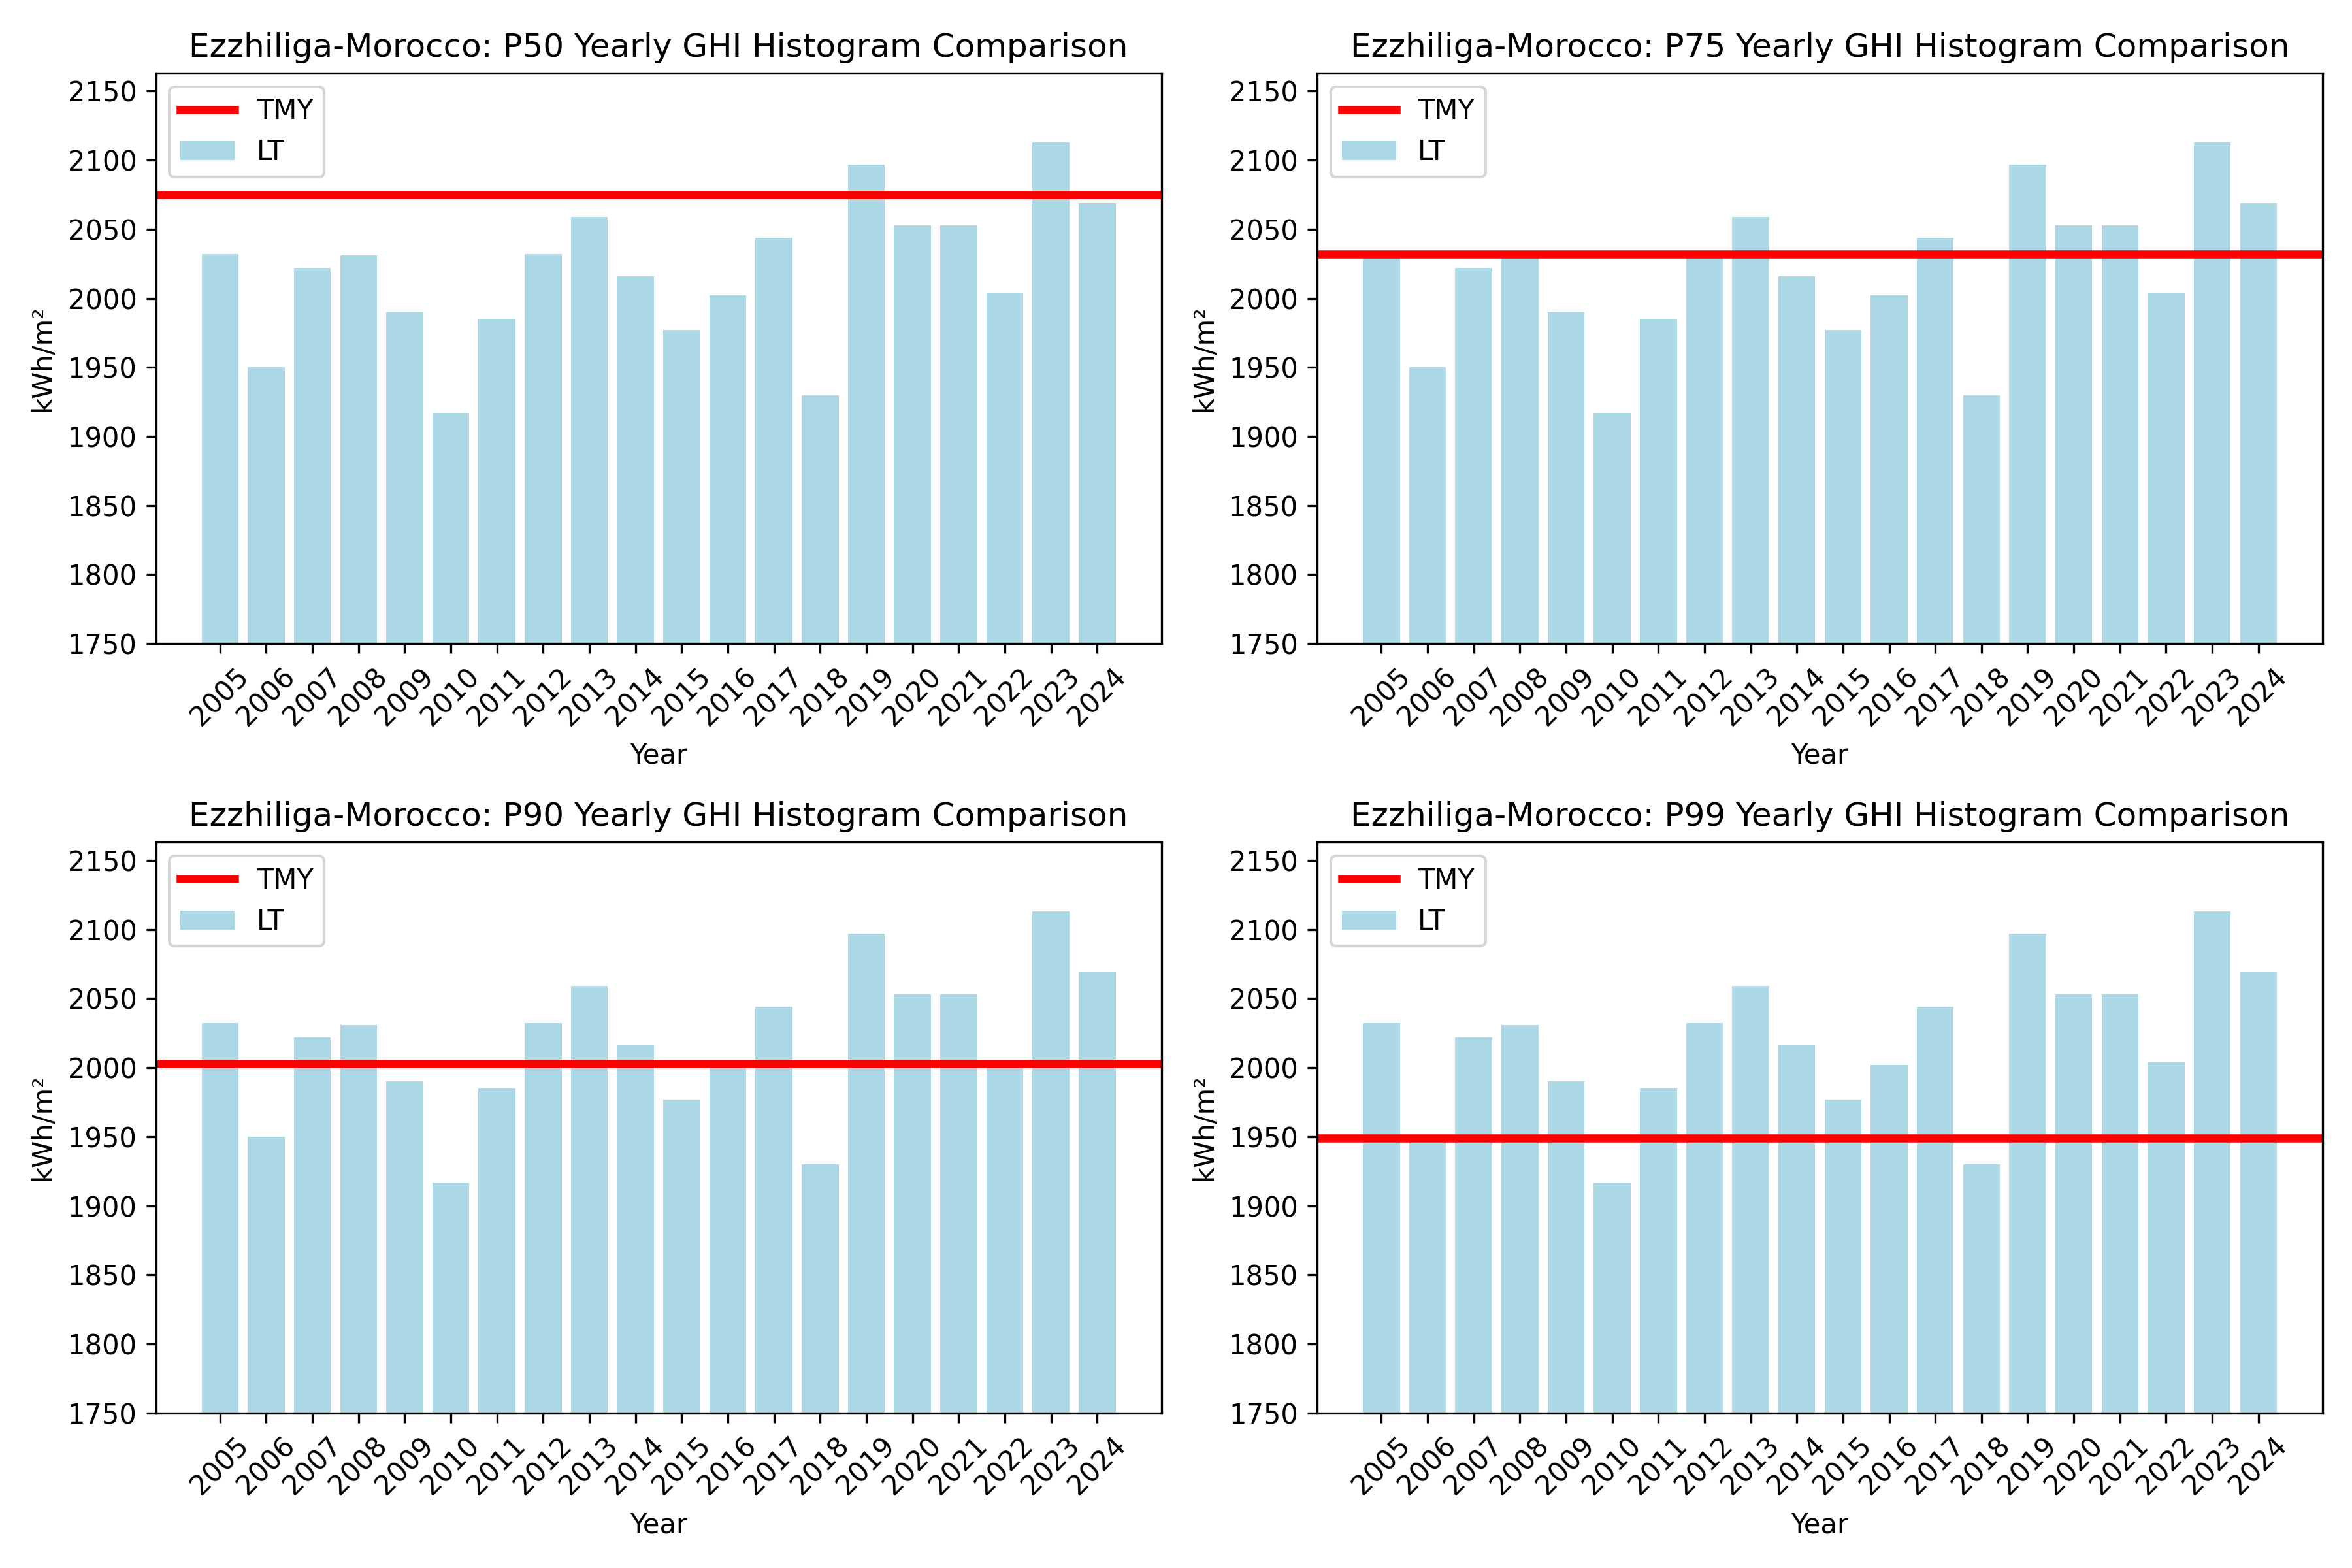 Ezzhiliga-Morocco: P50 Yearly GHI Histogram Comparison
2150
2100
2050
2000
1950
1900
1850
1800
1750
kWh/m²
TMY
LT
2005 2006 2007 2008 2009 2010 2011 2012 2013 2014 2015 2016 2017 2018 2019 2020 2021 2022 2023 2024
Year
Ezzhiliga-Morocco: P75 Yearly GHI Histogram Comparison
2150
2100
2050
2000
1950
1900
1850
1800
1750
kWh/m²
TMY
LT
2005 2006 2007 2008 2009 2010 2011 2012 2013 2014 2015 2016 2017 2018 2019 2020 2021 2022 2023 2024
Year
Ezzhiliga-Morocco: P90 Yearly GHI Histogram Comparison
2150
2100
2050
2000
1950
1900
1850
1800
1750
kWh/m²
TMY
LT
2005 2006 2007 2008 2009 2010 2011 2012 2013 2014 2015 2016 2017 2018 2019 2020 2021 2022 2023 2024
Year
Ezzhiliga-Morocco: P99 Yearly GHI Histogram Comparison
2150
2100
2050
2000
1950
1900
1850
1800
1750
kWh/m²
TMY
LT
2005 2006 2007 2008 2009 2010 2011 2012 2013 2014 2015 2016 2017 2018 2019 2020 2021 2022 2023 2024
Year